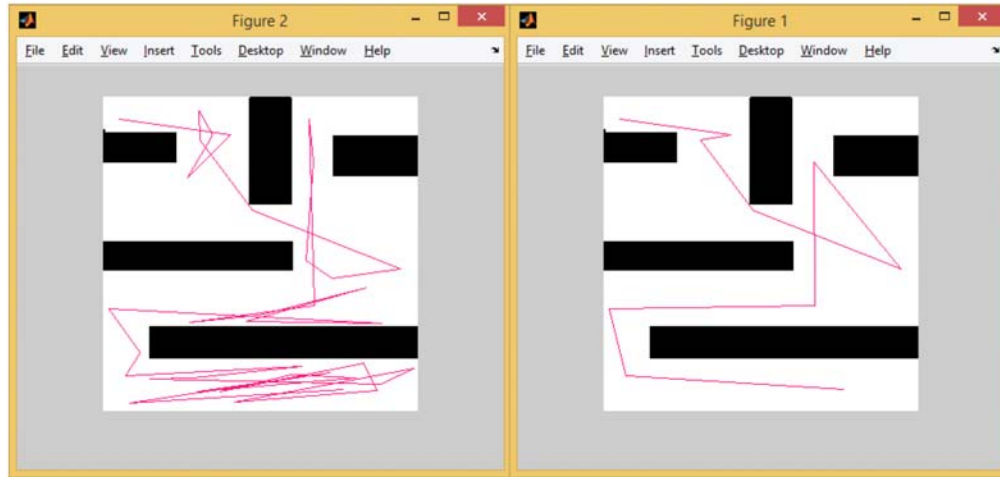 Figure 2
File Edit View Insert Tools Desktop Window Help
Figure 1
File Edit View Insert Tools Desktop Window Help